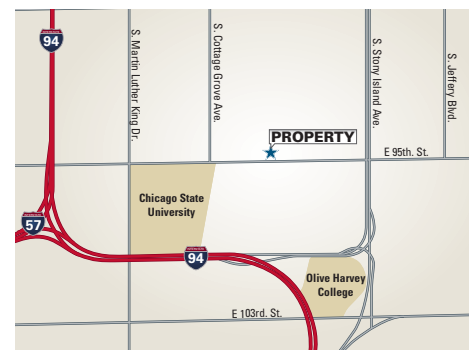 94
S. Martin Luther King Dr.
S. Cottage Grove Ave.
S. Stony Island Ave.
S. Jeffery Blvd.
PROPERTY
E 95th. St.
Chicago State
University
57
94
Olive Harvey
College
E 103rd. St.